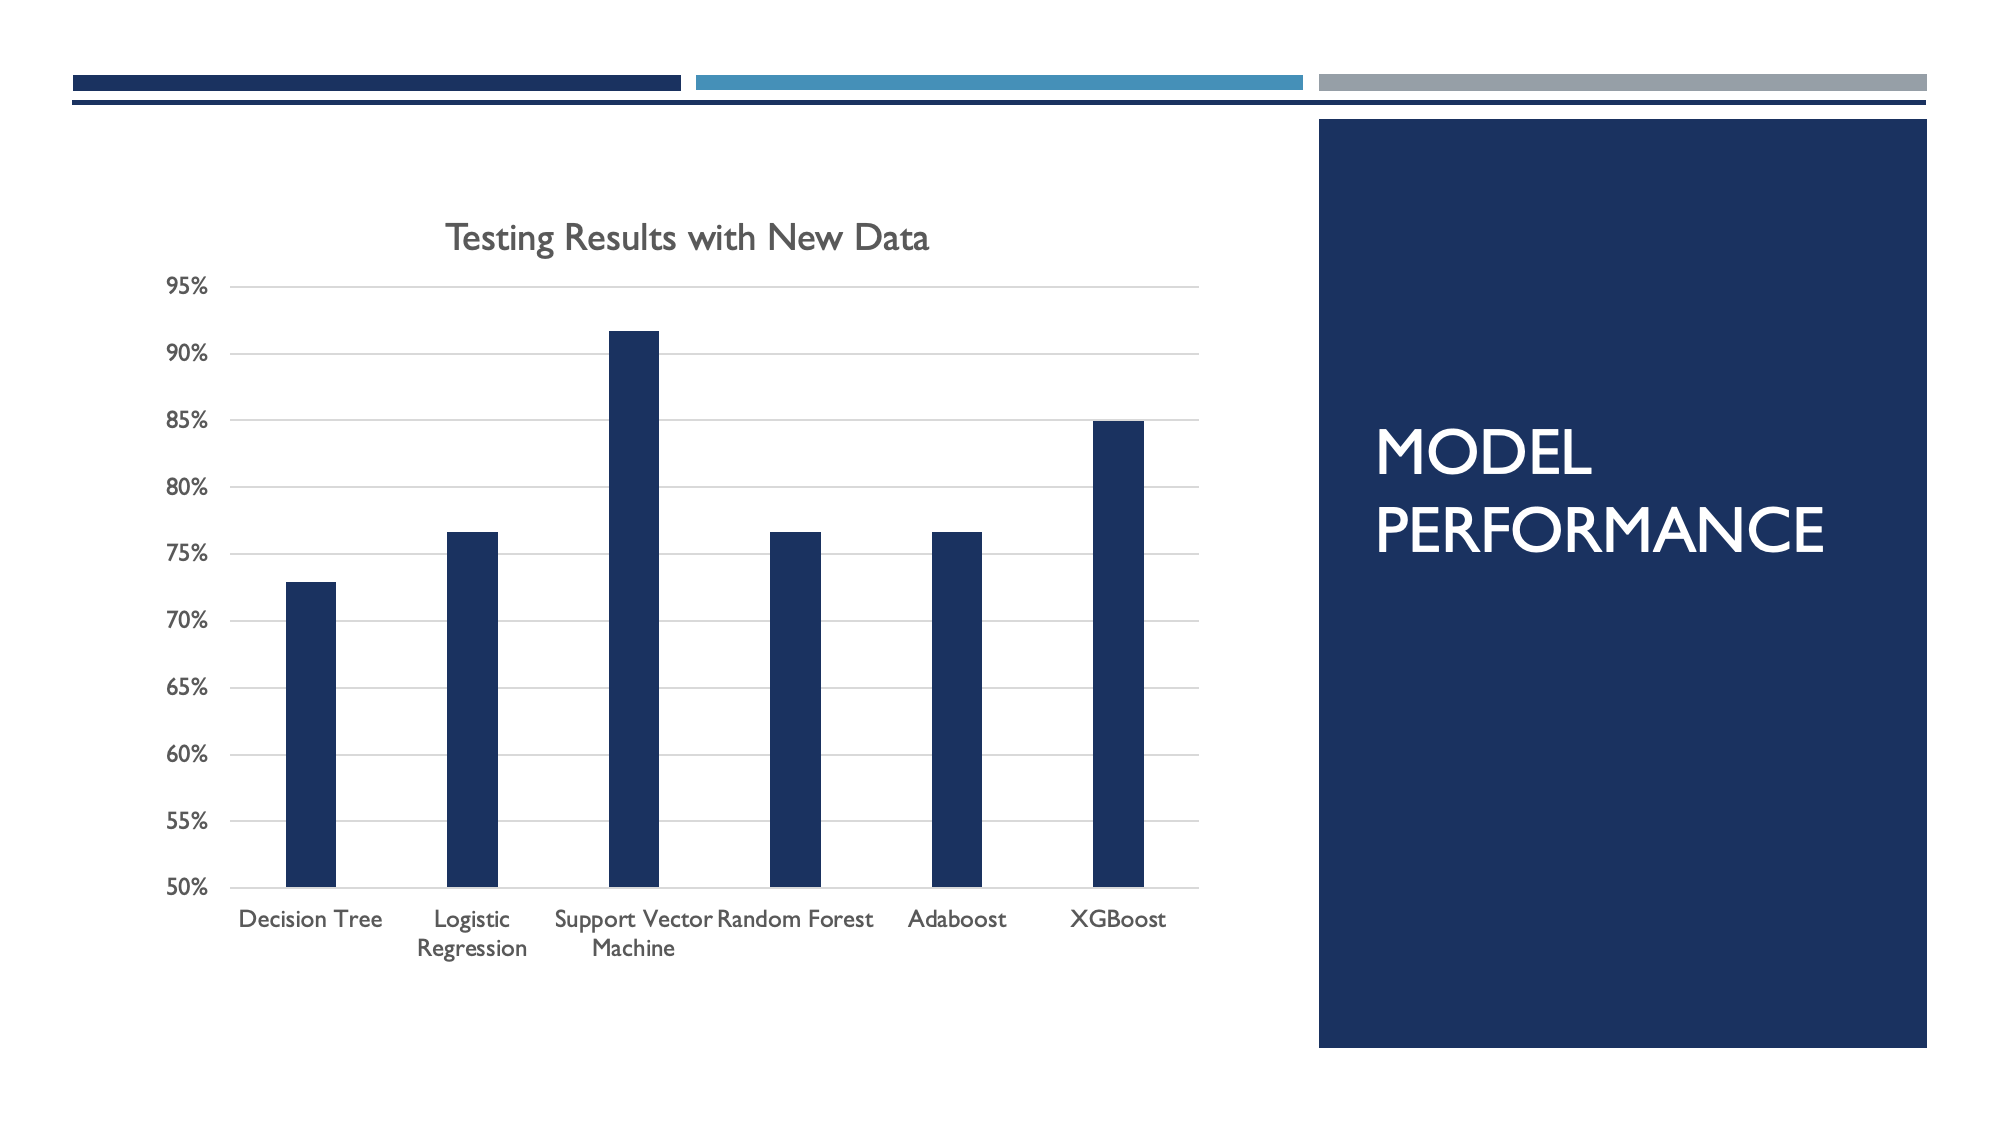 Testing Results with New Data
95%
90%
85%
80%
75%
70%
65%
60%
55%
50%
Decision Tree
Logistic
Regression
Support Vector
Machine
Random Forest
Adaboost
XGBoost
MODEL
PERFORMANCE